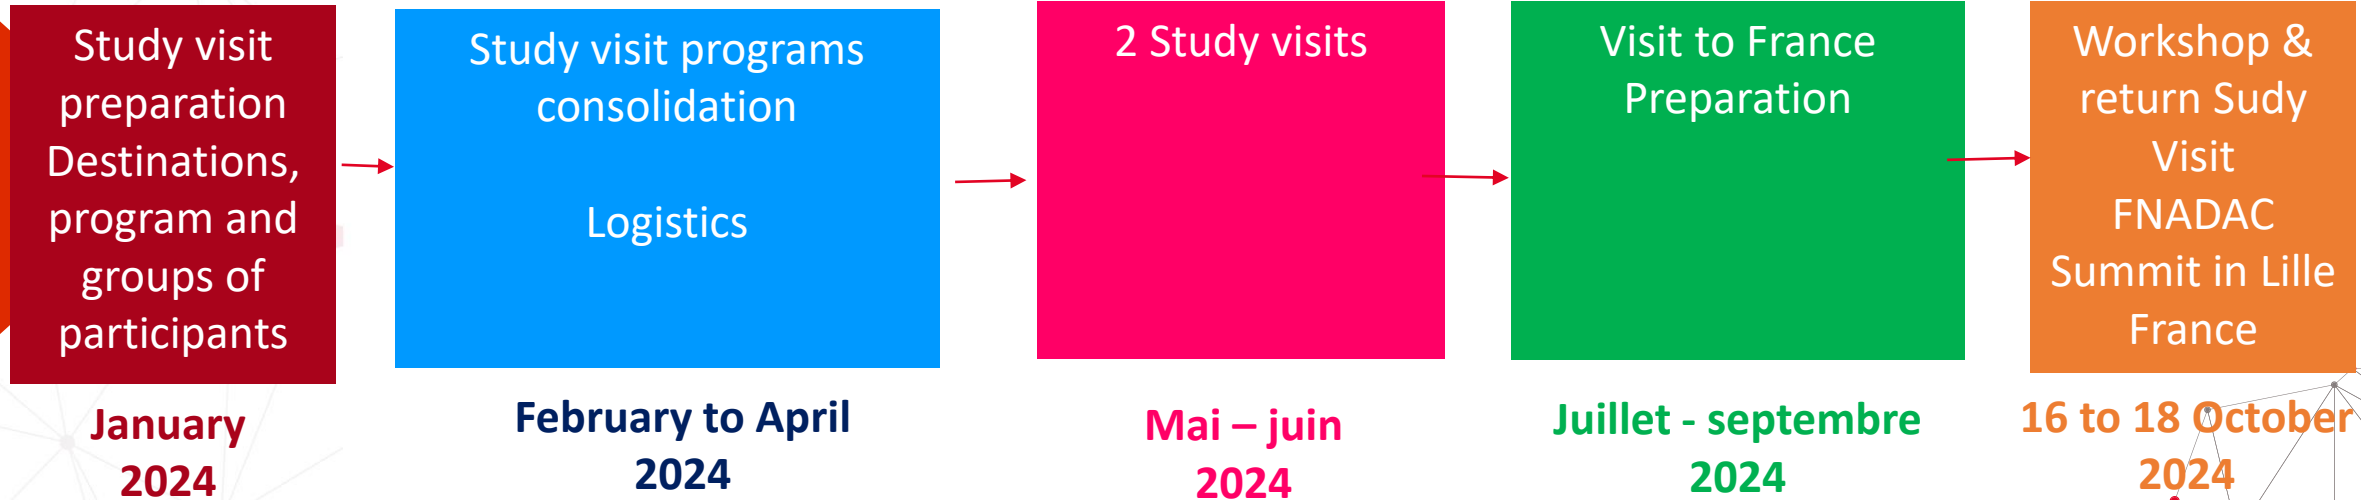 Study visit
preparation
Destinations,
program and
groups of
participants
January
2024
Study visit programs
consolidation
Logistics
February to April
2024
2 Study visits
Mai – juin
2024
Visit to France
Preparation
Juillet - septembre
2024
Workshop &
return Sudy
Visit
FNADAC
Summit in Lille
France
16 to 18 October
2024